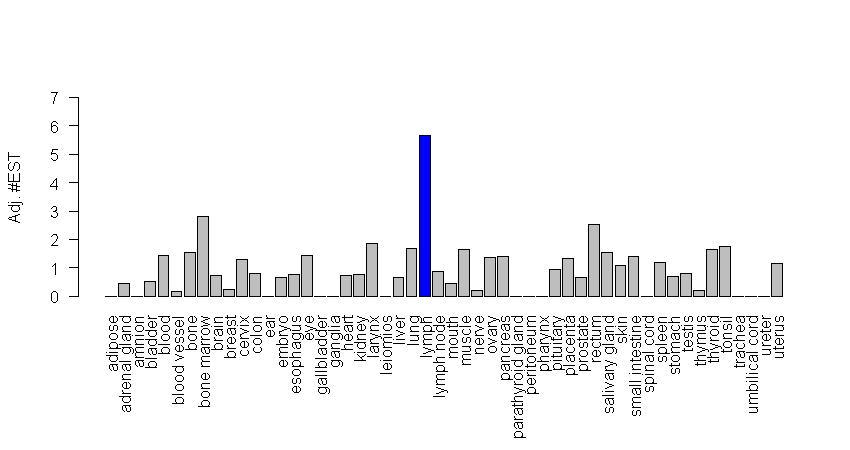 7
6
5
4
3
2
1
0
Adj. #EST
adipose
adrenal gland
amnion
bladder
blood
blood vessel
bone
bone marrow
brain
breast
cervix
colon
ear
embryo
esophagus
eye
gallbladder
ganglia
heart
kidney
larynx
leiomios
liver
lung
lymph
lymph node
mouth
muscle
nerve
ovary
pancreas
parathyroid gland
peritoneum
pharynx
pituitary
placenta
prostate
rectum
salivary gland
skin
small intestine
spinal cord
spleen
stomach
testis
thymus
thyroid
tonsil
trachea
umbilical cord
ureter
uterus